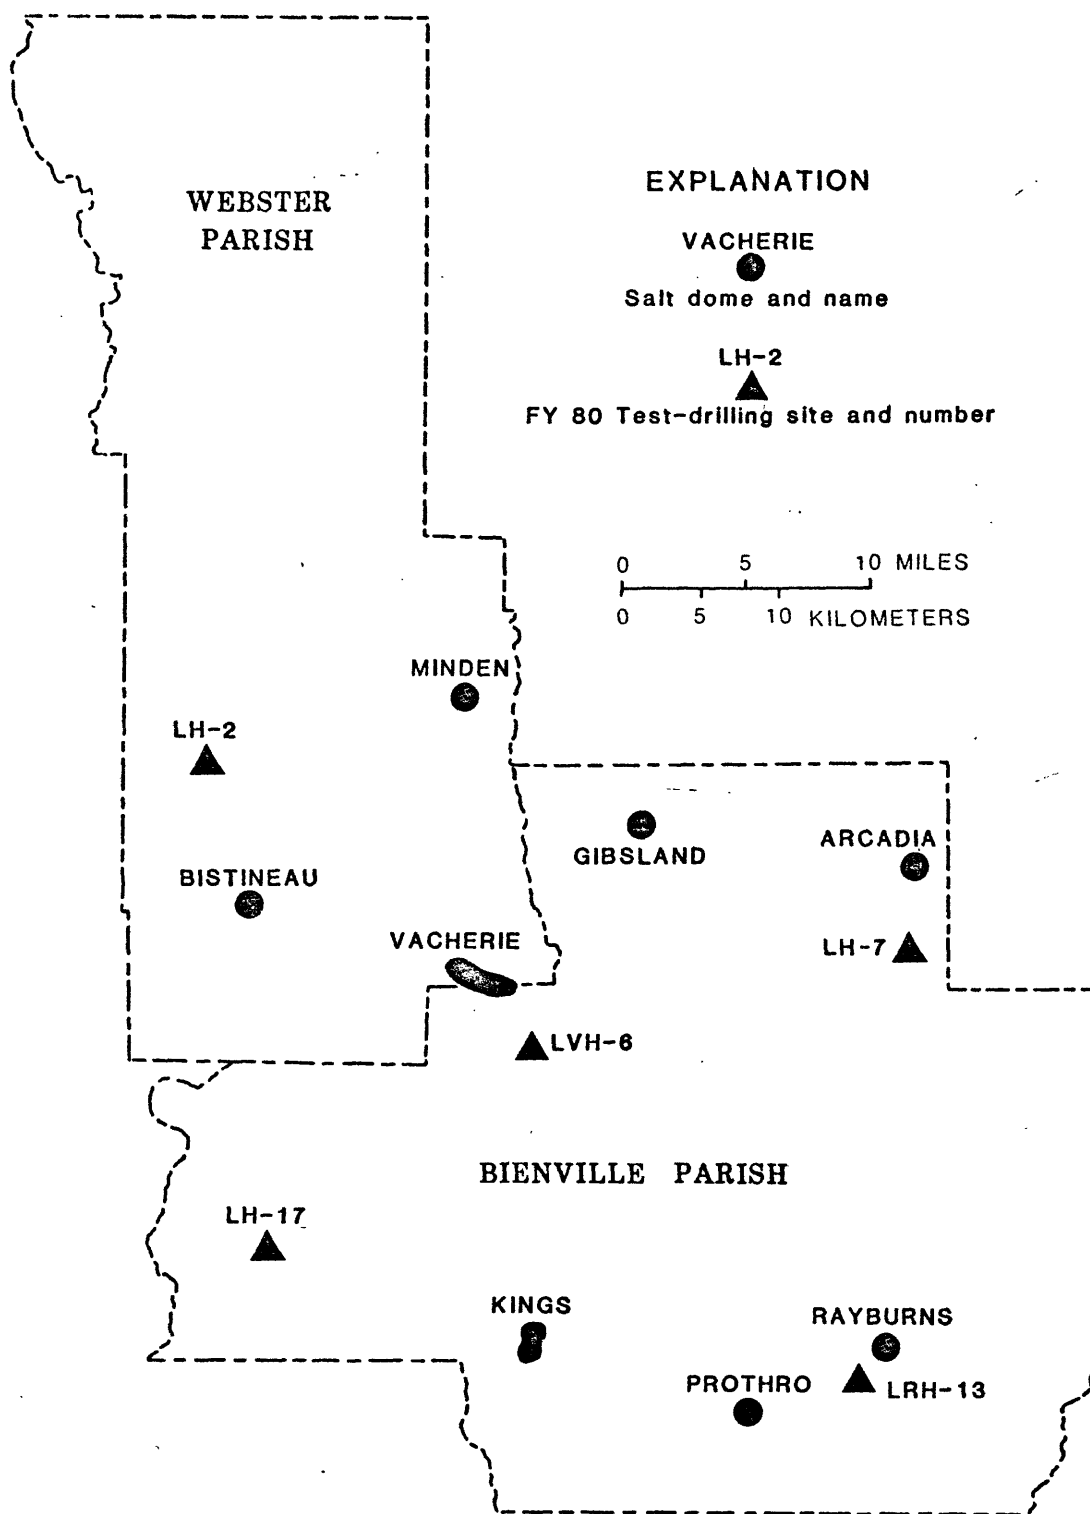 WEBSTER
PARISH
EXPLANATION
VACHERIE
Salt dome and name
LH-2
FY 80 Test-drilling site and number
0 5 10 MILES
0 5 10 KILOMETERS
MINDEN
LH-2
GIBSLAND
ARCADIA
BISTINEAU
VACHERIE
LH-7
LVH-6
BIENVILLE PARISH
LH-17
KINGS
RAYBURNS
PROTHRO
LRH-13